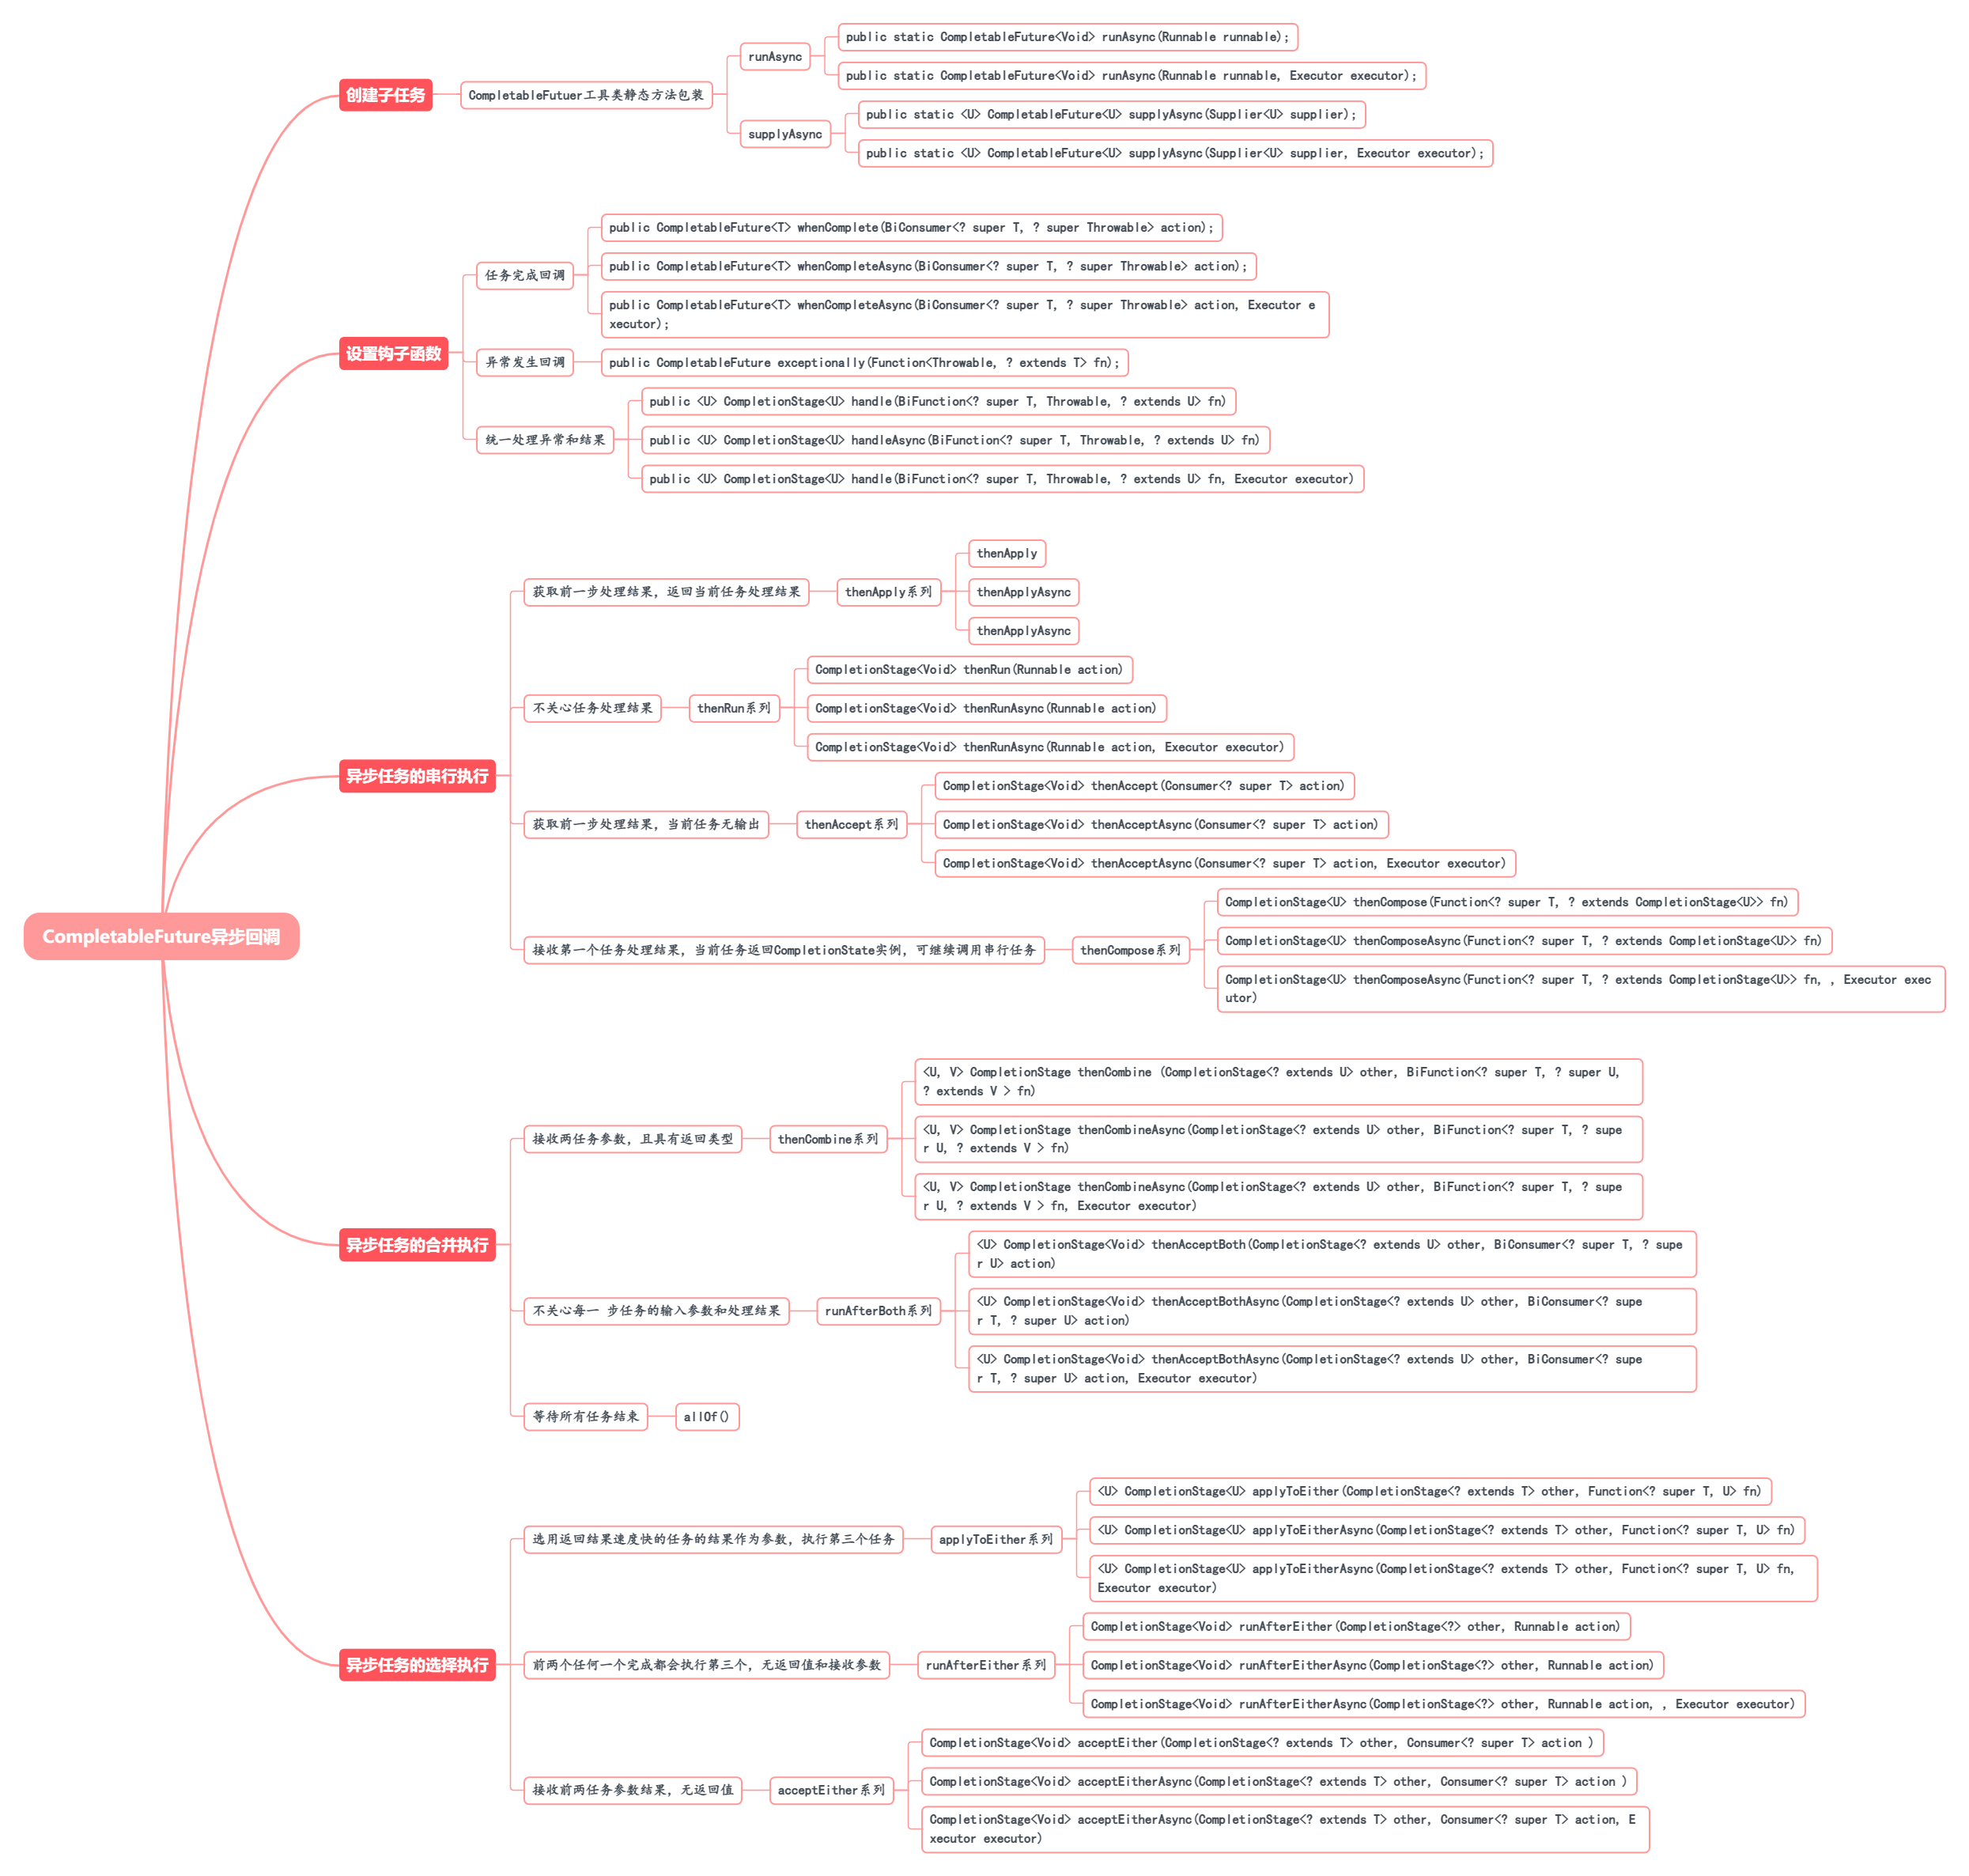 CompletableFuture异步回调
创建子任务
CompletableFutuer工具类静态方法包装
runAsync
public static CompletableFuture<Void> runAsync(Runnable runnable);
public static CompletableFuture<Void> runAsync(Runnable runnable, Executor executor);
supplyAsync
public static <U> CompletableFuture<U> supplyAsync(Supplier<U> supplier);
public static <U> CompletableFuture<U> supplyAsync(Supplier<U> supplier, Executor executor);
设置钩子函数
任务完成回调
public CompletableFuture<T> whenComplete(BiConsumer<? super T, ? super Throwable> action);
public CompletableFuture<T> whenCompleteAsync(BiConsumer<? super T, ? super Throwable> action);
public CompletableFuture<T> whenCompleteAsync(BiConsumer<? super T, ? super Throwable> action, Executor e
xecutor);
异常发生回调
public CompletableFuture exceptionally(Function<Throwable, ? extends T> fn);
统一处理异常和结果
public <U> CompletionStage<U> handle(BiFunction<? super T, Throwable, ? extends U> fn)
public <U> CompletionStage<U> handleAsync(BiFunction<? super T, Throwable, ? extends U> fn)
public <U> CompletionStage<U> handle(BiFunction<? super T, Throwable, ? extends U> fn, Executor executor)
异步任务的串行执行
获取前一步处理结果，返回当前任务处理结果
thenApply系列
thenApply
thenApplyAsync
thenApplyAsync
不关心任务处理结果
thenRun系列
CompletionStage<Void> thenRun(Runnable action)
CompletionStage<Void> thenRunAsync(Runnable action)
CompletionStage<Void> thenRunAsync(Runnable action, Executor executor)
获取前一步处理结果，当前任务无输出
thenAccept系列
CompletionStage<Void> thenAccept(Consumer<? super T> action)
CompletionStage<Void> thenAcceptAsync(Consumer<? super T> action)
CompletionStage<Void> thenAcceptAsync(Consumer<? super T> action, Executor executor)
接收第一个任务处理结果，当前任务返回CompletionState实例，可继续调用串行任务
thenCompose系列
CompletionStage<U> thenCompose(Function<? super T, ? extends CompletionStage<U>> fn)
CompletionStage<U> thenComposeAsync(Function<? super T, ? extends CompletionStage<U>> fn)
CompletionStage<U> thenComposeAsync(Function<? super T, ? extends CompletionStage<U>> fn, , Executor exec
utor)
异步任务的合并执行
接收两任务参数，且具有返回类型
thenCombine系列
<U, V> CompletionStage thenCombine (CompletionStage<? extends U> other, BiFunction<? super T, ? super U,
? extends V > fn)
<U, V> CompletionStage thenCombineAsync(CompletionStage<? extends U> other, BiFunction<? super T, ? supe
r U, ? extends V > fn)
<U, V> CompletionStage thenCombineAsync(CompletionStage<? extends U> other, BiFunction<? super T, ? supe
r U, ? extends V > fn, Executor executor)
不关心每一 步任务的输入参数和处理结果
runAfterBoth系列
<U> CompletionStage<Void> thenAcceptBoth(CompletionStage<? extends U> other, BiConsumer<? super T, ? supe
r U> action)
<U> CompletionStage<Void> thenAcceptBothAsync(CompletionStage<? extends U> other, BiConsumer<? supe
r T, ? super U> action)
<U> CompletionStage<Void> thenAcceptBothAsync(CompletionStage<? extends U> other, BiConsumer<? supe
r T, ? super U> action, Executor executor)
等待所有任务结束
allOf()
异步任务的选择执行
选用返回结果速度快的任务的结果作为参数，执行第三个任务
applyToEither系列
<U> CompletionStage<U> applyToEither(CompletionStage<? extends T> other, Function<? super T, U> fn)
<U> CompletionStage<U> applyToEitherAsync(CompletionStage<? extends T> other, Function<? super T, U> fn)
<U> CompletionStage<U> applyToEitherAsync(CompletionStage<? extends T> other, Function<? super T, U> fn,
Executor executor)
前两个任何一个完成都会执行第三个，无返回值和接收参数
runAfterEither系列
CompletionStage<Void> runAfterEither(CompletionStage<?> other, Runnable action)
CompletionStage<Void> runAfterEitherAsync(CompletionStage<?> other, Runnable action)
CompletionStage<Void> runAfterEitherAsync(CompletionStage<?> other, Runnable action, , Executor executor)
接收前两任务参数结果，无返回值
acceptEither系列
CompletionStage<Void> acceptEither(CompletionStage<? extends T> other, Consumer<? super T> action )
CompletionStage<Void> acceptEitherAsync(CompletionStage<? extends T> other, Consumer<? super T> action )
CompletionStage<Void> acceptEitherAsync(CompletionStage<? extends T> other, Consumer<? super T> action, E
xecutor executor)